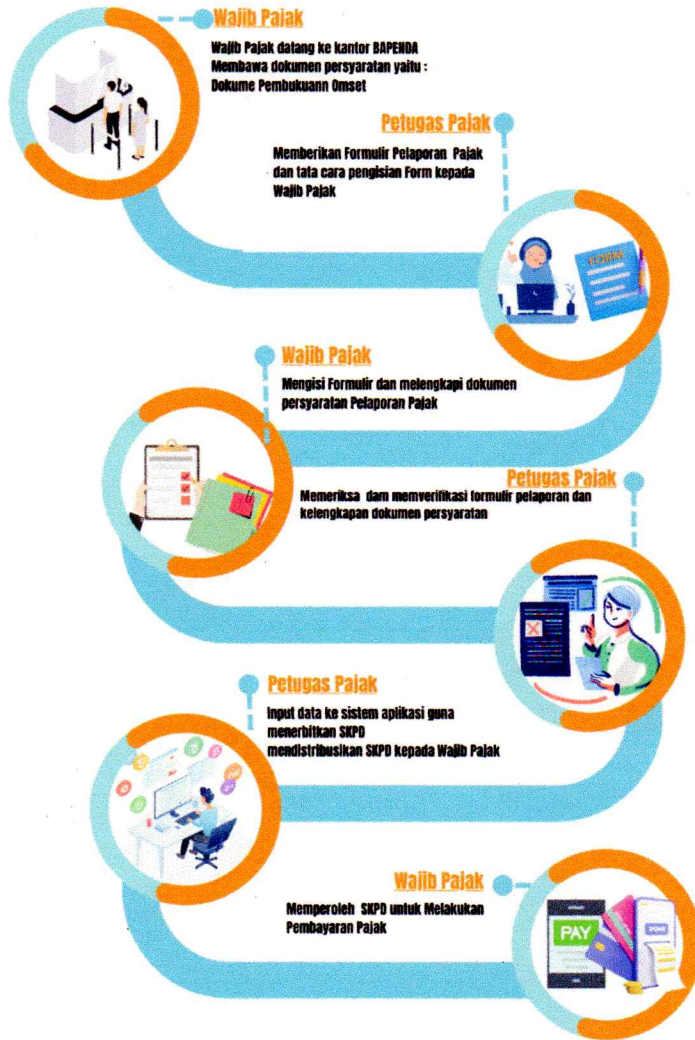 Wajib Pajak
Wajib Pajak datang ke kantor BAPENDA
Membawa dokumen persyaratan yaitu :
Dokume Pembukuann Omset
Petugas Pajak
Memberikan Formulir Pelaporan Pajak
dan tata cara pengisian Form kepada
Wajib Pajak
FORM
Wajib Pajak
Mengisi Formulir dan melengkapi dokumen
persyaratan Pelaporan Pajak
Petugas Pajak
Memeriksa dam memverifikasi formulir pelaporan dan
kelengkapan dokumen persyaratan
Petugas Pajak
Input data ke sistem aplikasi guna
menerbitkan SKPD
mendistribusikan SKPD kepada Wajib Pajak
Wajib Pajak
Memperoleh SKPD untuk Melakukan
Pembayaran Pajak
PAY